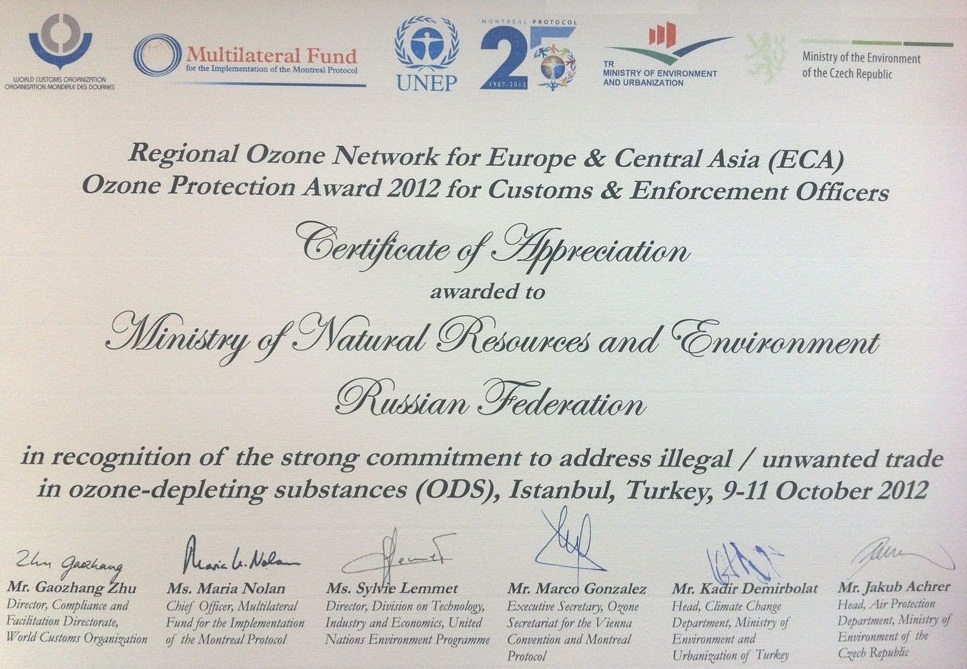 WORLD CUSTOMS ORGANIZATION
ORGANISATION MONDIALE DES DOUANES
Multilateral Fund
for the Implementation of the Montreal Protocol
UNEP
MONTREAL PROTOCOL
25
1987-2012
TR
MINISTRY OF ENVIRONMENT
AND URBANIZATION
Ministry of the Environment
of the Czech Republic
Regional Ozone Network for Europe & Central Asia (ECA)
Ozone Protection Award 2012 for Customs & Enforcement Officers
Certificate of Appreciation
awarded to
Ministry of Natural Resources and Environment
Russian Federation
in recognition of the strong commitment to address illegal / unwanted trade
in ozone-depleting substances (ODS), Istanbul, Turkey, 9-11 October 2012
Zhu Gaozhang
Mr. Gaozhang Zhu
Director, Compliance and
Facilitation Directorate,
World Customs Organization
Maria U. Nolan
Ms. Maria Nolan
Chief Officer, Multilateral
Fund for the Implementation
of the Montreal Protocol
Ms. Sylvie Lemmet
Director, Division on Technology,
Industry and Economics, United
Nations Environment Programme
Mr. Marco Gonzalez
Executive Secretary, Ozone
Secretariat for the Vienna
Convention and Montreal
Protocol
Mr. Kadir Demirbolat
Head, Climate Change
Department, Ministry of
Environment and
Urbanization of Turkey
Mr. Jakub Achrer
Head, Air Protection
Department, Ministry of
Environment of the
Czech Republic